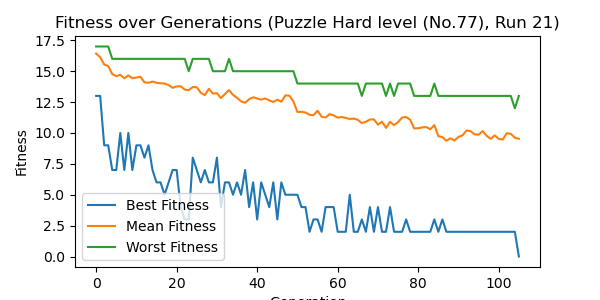 Fitness over Generations (Puzzle Hard level (No.77), Run 21)
Fitness
17.5
15.0
12.5
10.0
7.5
5.0
2.5
0.0
Best Fitness
Mean Fitness
Worst Fitness
0 20 40 60 80 100
Generation